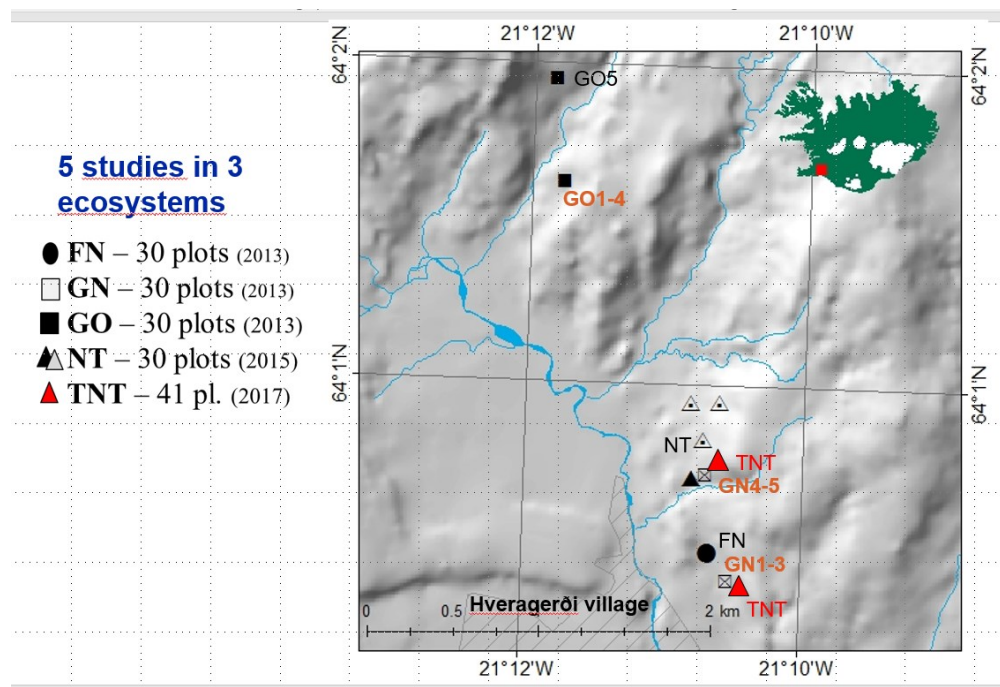 21°12'W
21°10'W
64°2'N
64°2'N
GO5
GO1-4
5 studies in 3
ecosystems
FN – 30 plots (2013)
GN – 30 plots (2013)
GO – 30 plots (2013)
NT – 30 plots (2015)
TNT – 41 pl. (2017)
64°1'N
64°1'N
NT
TNT
GN4-5
FN
GN1-3
TNT
0
0.5
Hveragerði village
2 km
21°12'W
21°10'W